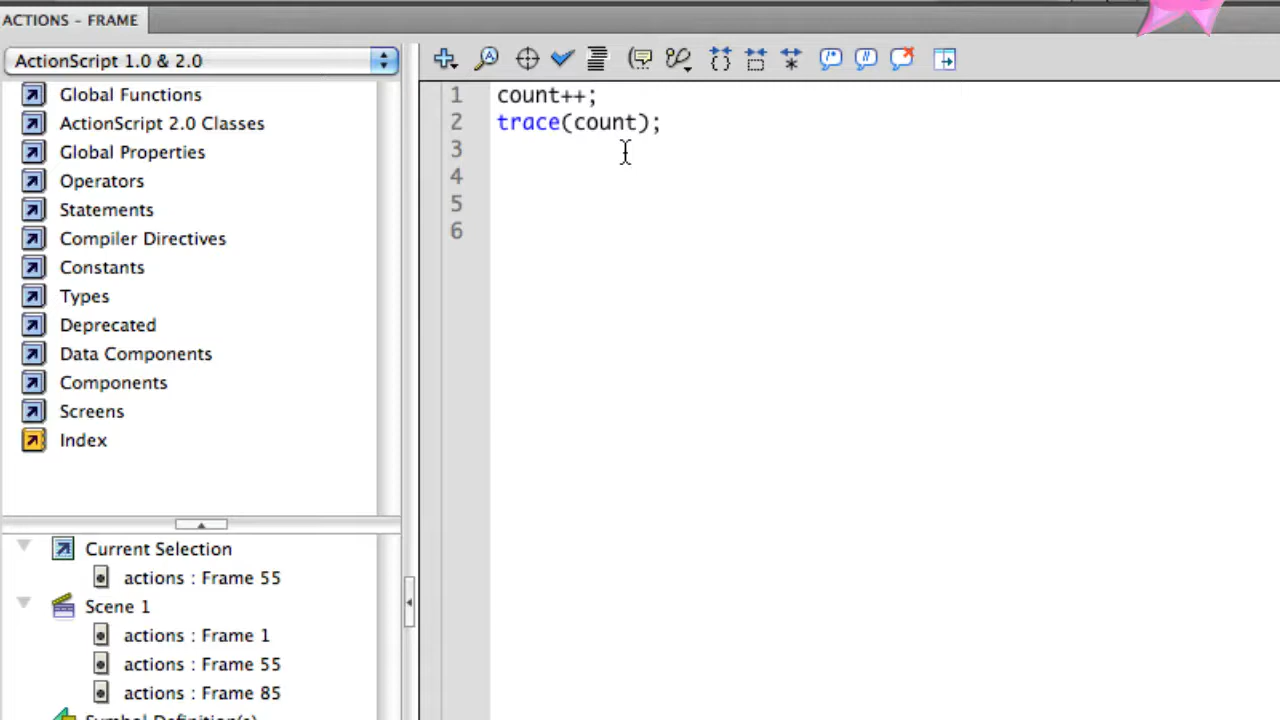 ACTIONS - FRAME
ActionScript 1.0 & 2.0
Global Functions
ActionScript 2.0 Classes
Global Properties
Operators
Statements
Compiler Directives
Constants
Types
Deprecated
Data Components
Components
Screens
Index
Current Selection
actions : Frame 55
Scene 1
actions : Frame 1
actions : Frame 55
actions : Frame 85
Symbol Definition(s)
1 count++;
2 trace(count);
3
4
5
6